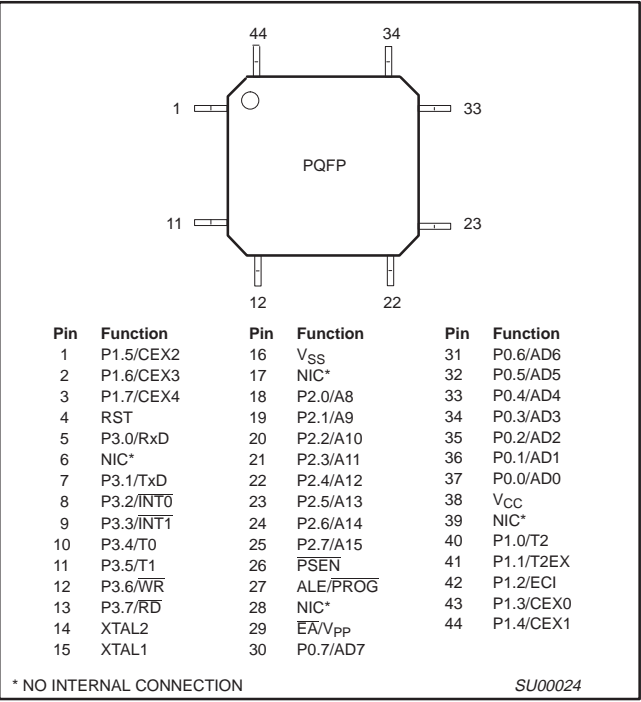 44 34
1 33
PQFP
11 23
12 22
Pin Function Pin Function Pin Function
1 P1.5/CEX2 16 VSS 31 P0.6/AD6
2 P1.6/CEX3 17 NIC* 32 P0.5/AD5
3 P1.7/CEX4 18 P2.0/A8 33 P0.4/AD4
4 RST 19 P2.1/A9 34 P0.3/AD3
5 P3.0/RxD 20 P2.2/A10 35 P0.2/AD2
6 NIC* 21 P2.3/A11 36 P0.1/AD1
7 P3.1/TxD 22 P2.4/A12 37 P0.0/AD0
8 P3.2/I̅N̅T̅0̅ 23 P2.5/A13 38 VCC
9 P3.3/I̅N̅T̅1̅ 24 P2.6/A14 39 NIC*
10 P3.4/T0 25 P2.7/A15 40 P1.0/T2
11 P3.5/T1 26 P̅S̅E̅N̅ 41 P1.1/T2EX
12 P3.6/W̅R̅ 27 ALE/P̅R̅O̅G̅ 42 P1.2/ECI
13 P3.7/R̅D̅ 28 NIC* 43 P1.3/CEX0
14 XTAL2 29 E̅A̅/VPP 44 P1.4/CEX1
15 XTAL1 30 P0.7/AD7
* NO INTERNAL CONNECTION SU00024